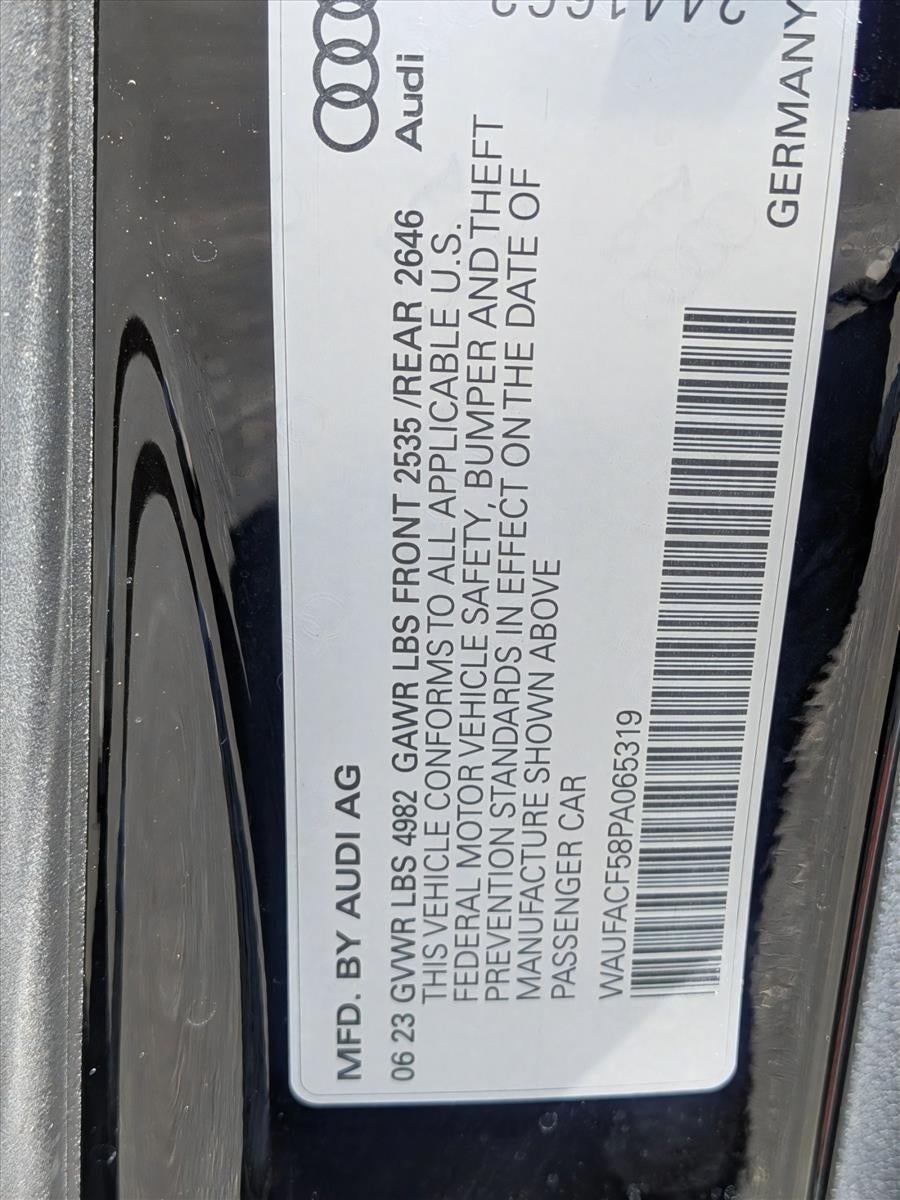 MFD. BY AUDI AG
Audi
06 23 GVWR LBS 4982 GAWR LBS FRONT 2535 /REAR 2646
THIS VEHICLE CONFORMS TO ALL APPLICABLE U.S.
FEDERAL MOTOR VEHICLE SAFETY, BUMPER AND THEFT
PREVENTION STANDARDS IN EFFECT ON THE DATE OF
MANUFACTURE SHOWN ABOVE
PASSENGER CAR
WAUFACF58PA065319
GERMANY